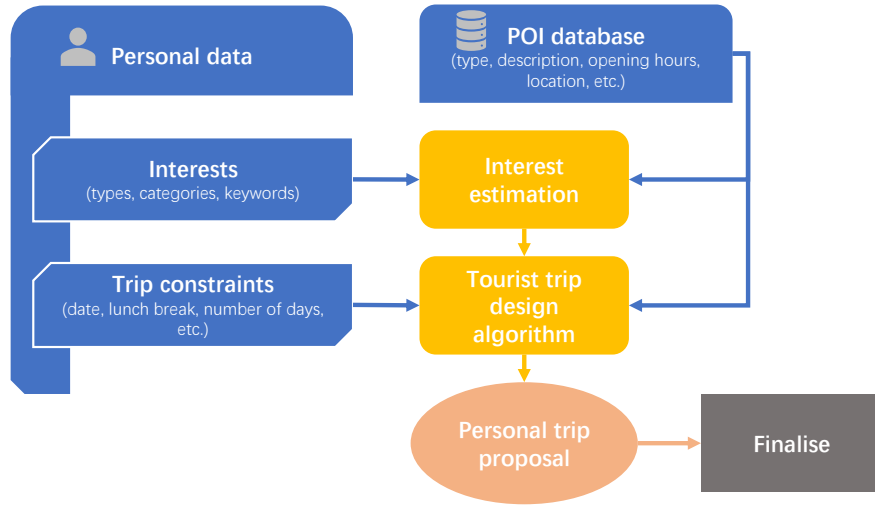 Personal data
POI database
(type, description, opening hours,
location, etc.)
Interests
(types, categories, keywords)
Interest
estimation
Trip constraints
(date, lunch break, number of days,
etc.)
Tourist trip
design
algorithm
Personal trip
proposal
Finalise